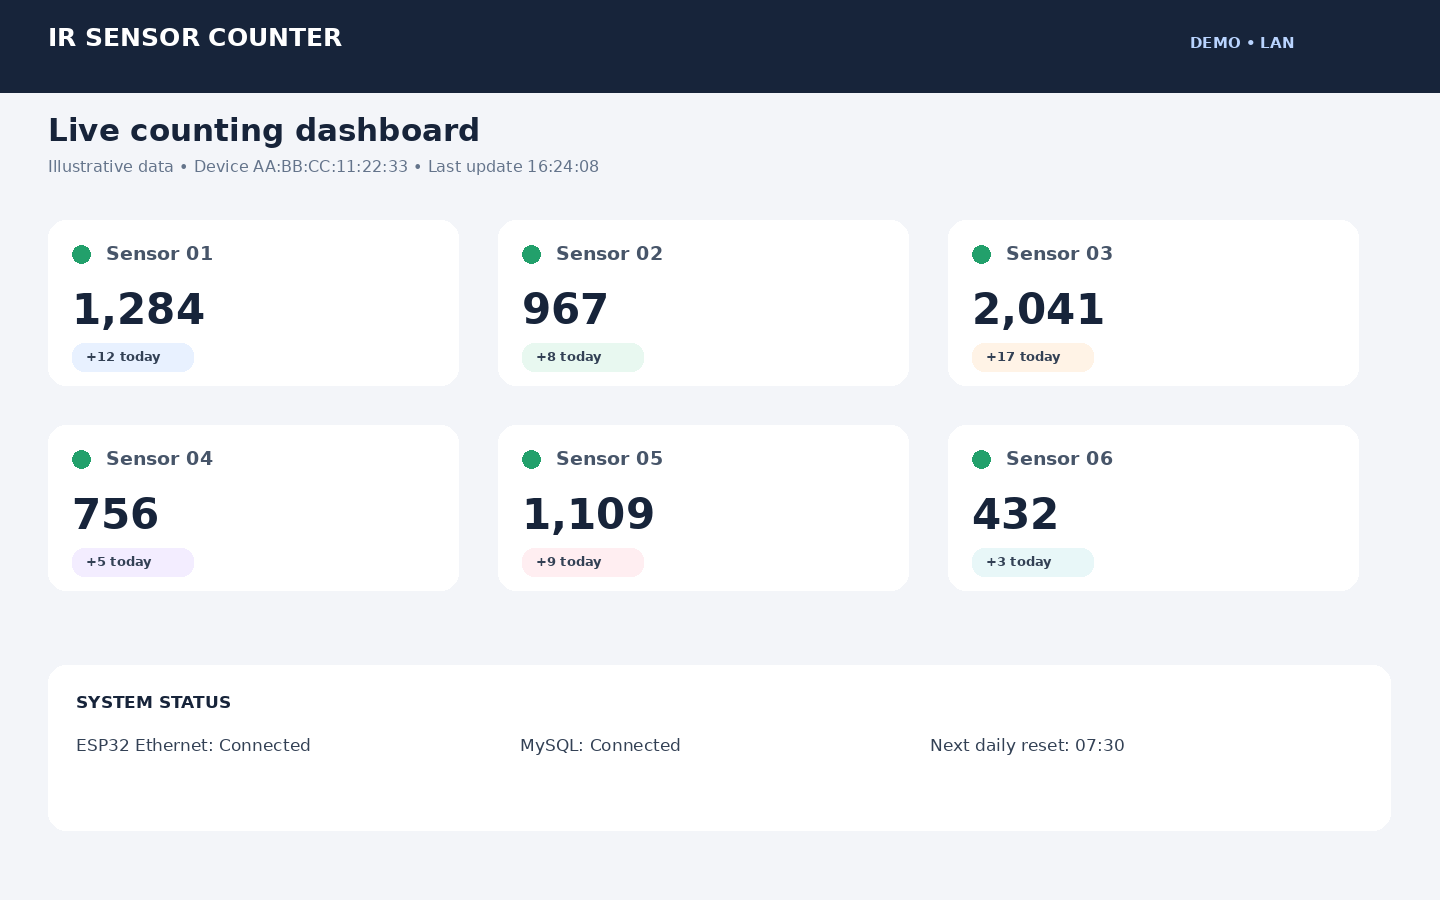 IR SENSOR COUNTER
DEMO • LAN
Live counting dashboard
Illustrative data • Device AA:BB:CC:11:22:33 • Last update 16:24:08
Sensor 01
1,284
+12 today
Sensor 02
967
+8 today
Sensor 03
2,041
+17 today
Sensor 04
756
+5 today
Sensor 05
1,109
+9 today
Sensor 06
432
+3 today
SYSTEM STATUS
ESP32 Ethernet: Connected
MySQL: Connected
Next daily reset: 07:30